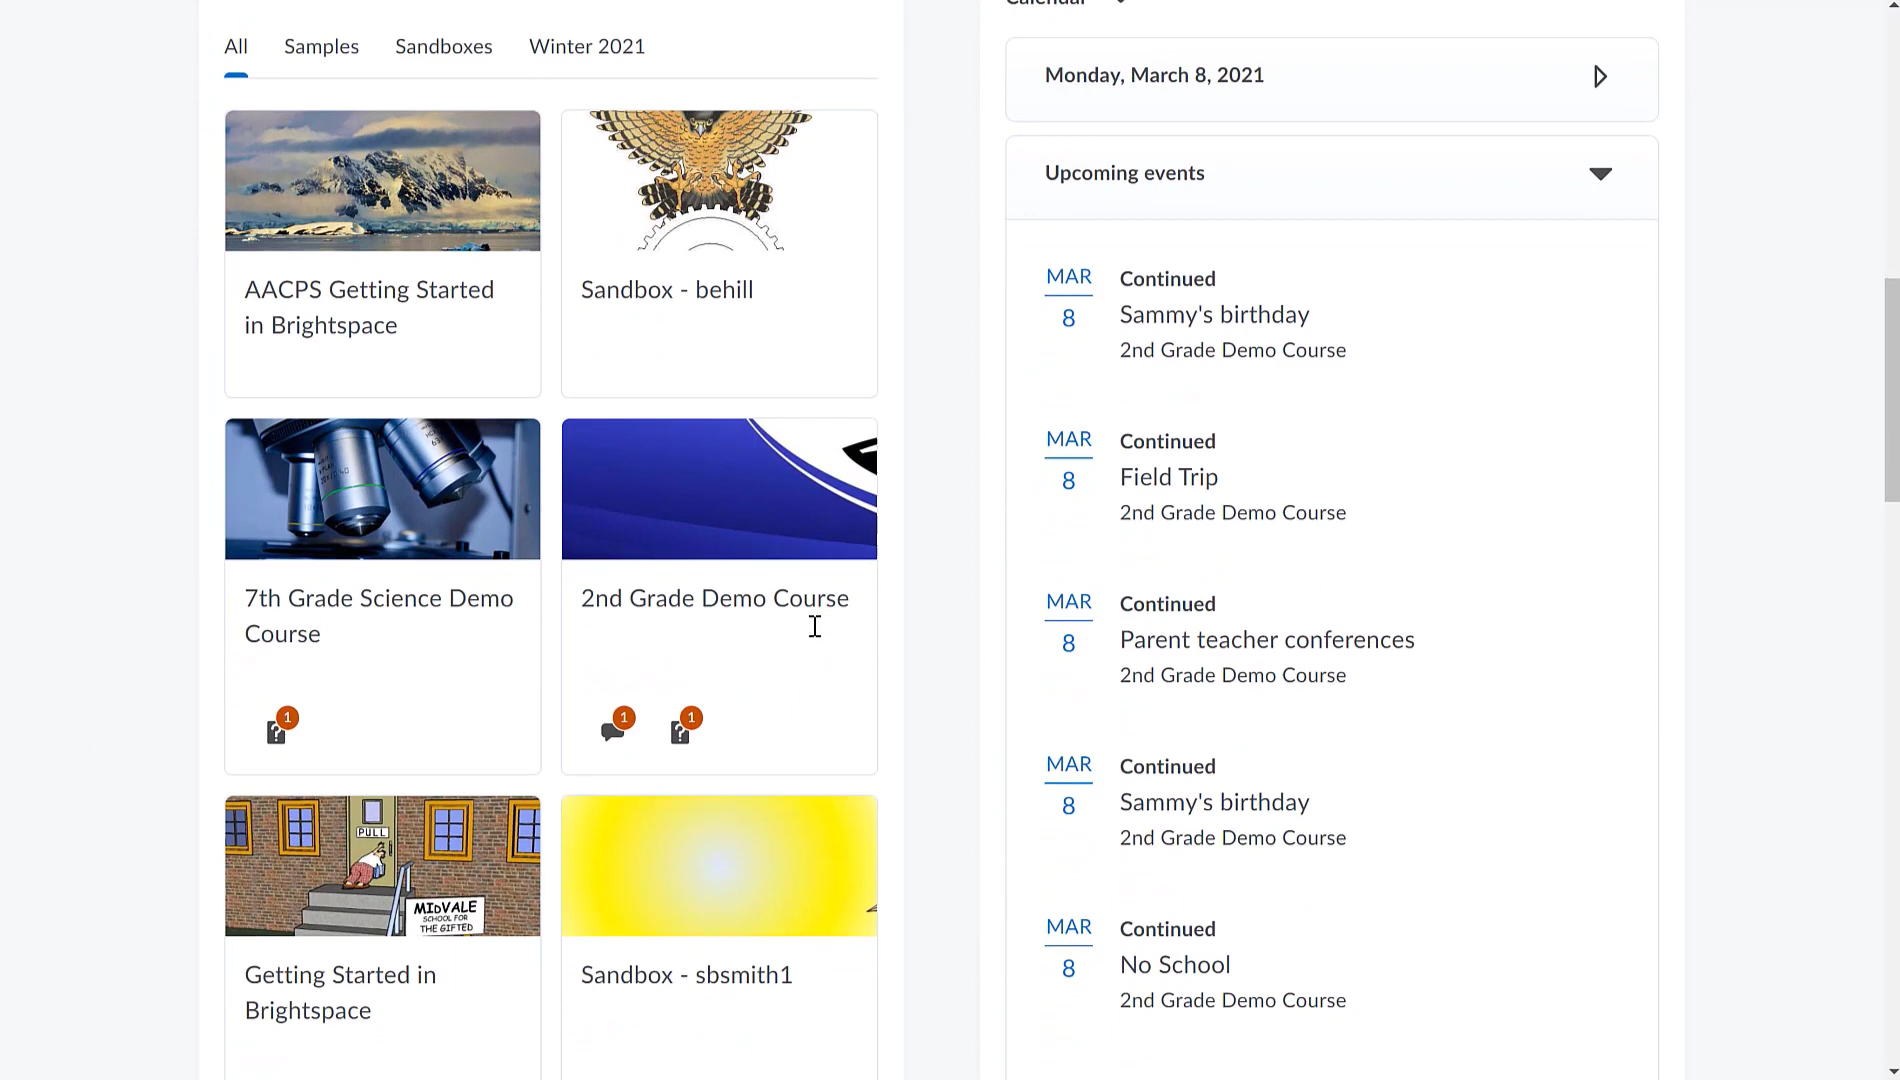 All Samples Sandboxes Winter 2021
AACPS Getting Started
in Brightspace
Sandbox - behill
7th Grade Science Demo
Course
1
2nd Grade Demo Course
1 1
PULL
MIDVALE
SCHOOL FOR
THE GIFTED
Getting Started in
Brightspace
Sandbox - sbsmith1
Calendar
Monday, March 8, 2021
Upcoming events
MAR
8
Continued
Sammy's birthday
2nd Grade Demo Course
MAR
8
Continued
Field Trip
2nd Grade Demo Course
MAR
8
Continued
Parent teacher conferences
2nd Grade Demo Course
MAR
8
Continued
Sammy's birthday
2nd Grade Demo Course
MAR
8
Continued
No School
2nd Grade Demo Course